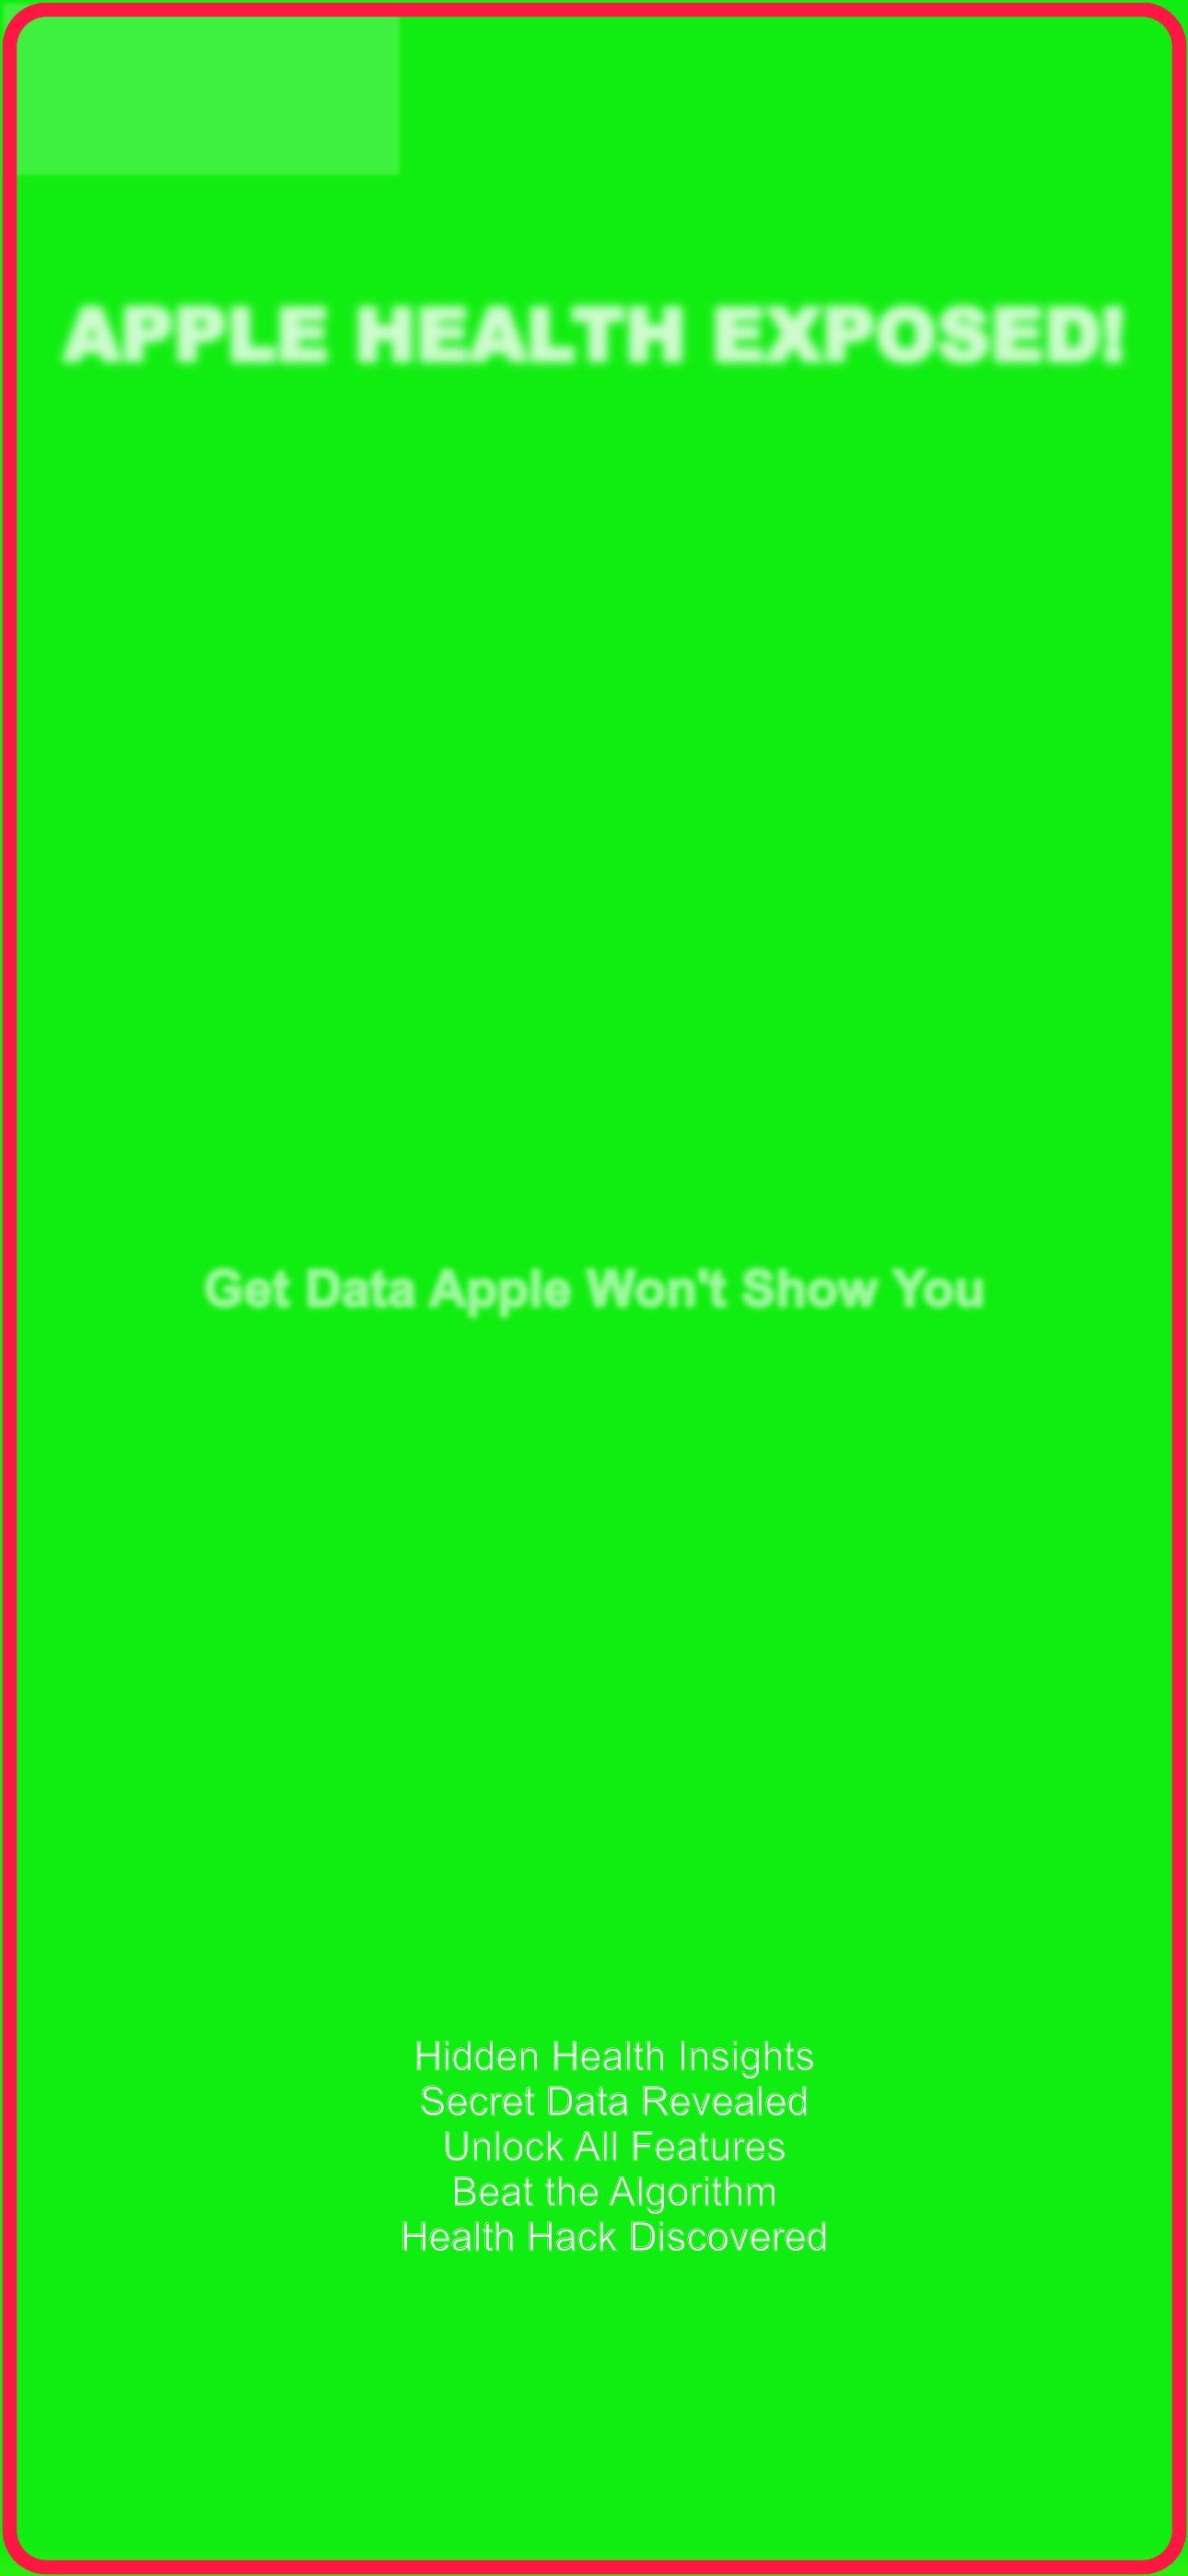 APPLE HEALTH EXPOSED!
Get Data Apple Won't Show You
Hidden Health Insights
Secret Data Revealed
Unlock All Features
Beat the Algorithm
Health Hack Discovered